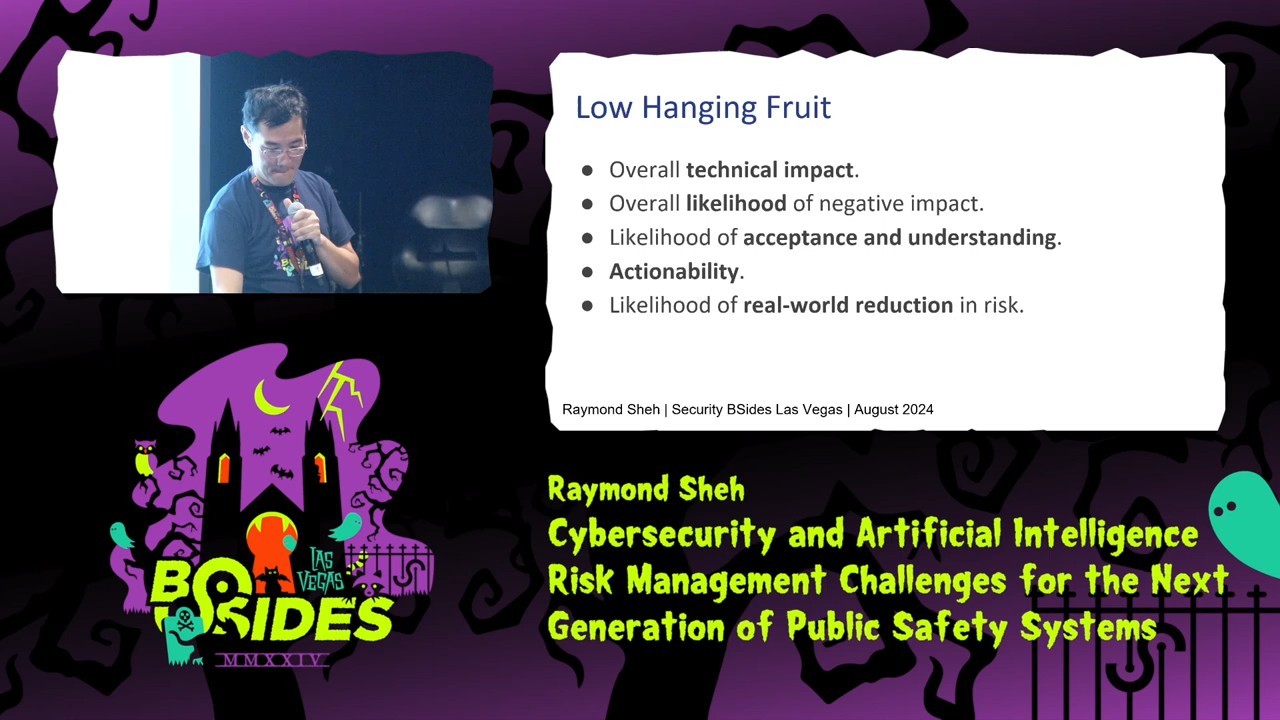 Low Hanging Fruit
● Overall technical impact.
● Overall likelihood of negative impact.
● Likelihood of acceptance and understanding.
● Actionability.
● Likelihood of real-world reduction in risk.
Raymond Sheh | Security BSides Las Vegas | August 2024
LAS
VEGAS
BSIDES
MMXXIV
Raymond Sheh
Cybersecurity and Artificial Intelligence
Risk Management Challenges for the Next
Generation of Public Safety Systems